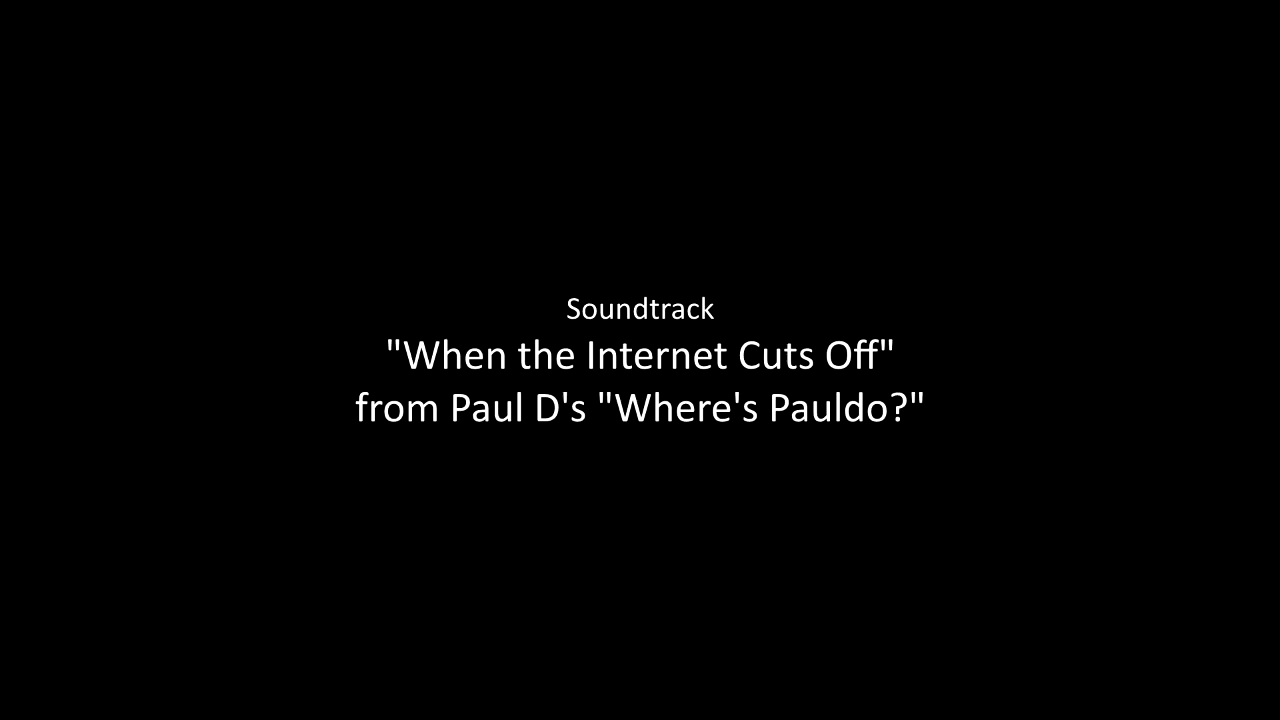 Soundtrack
"When the Internet Cuts Off"
from Paul D's "Where's Pauldo?"